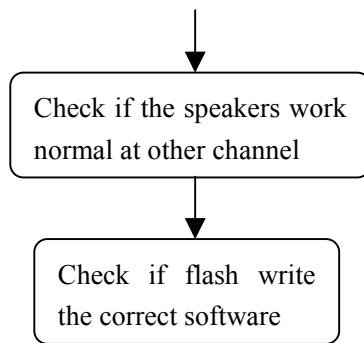 Check if the speakers work
normal at other channel
Check if flash write
the correct software